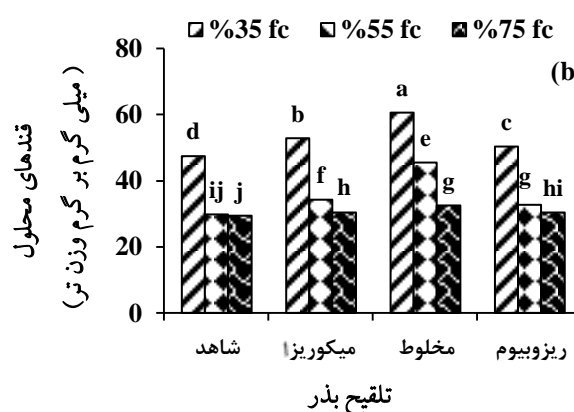 %35 fc %55 fc %75 fc
(b
80
60
40
20
0
قندهای محلول
(میلی گرم بر گرم وزن تر)
d ij j b f h a e g c g hi
شاهد میکوریزا مخلوط ریزوبیوم
تلقیح بذر